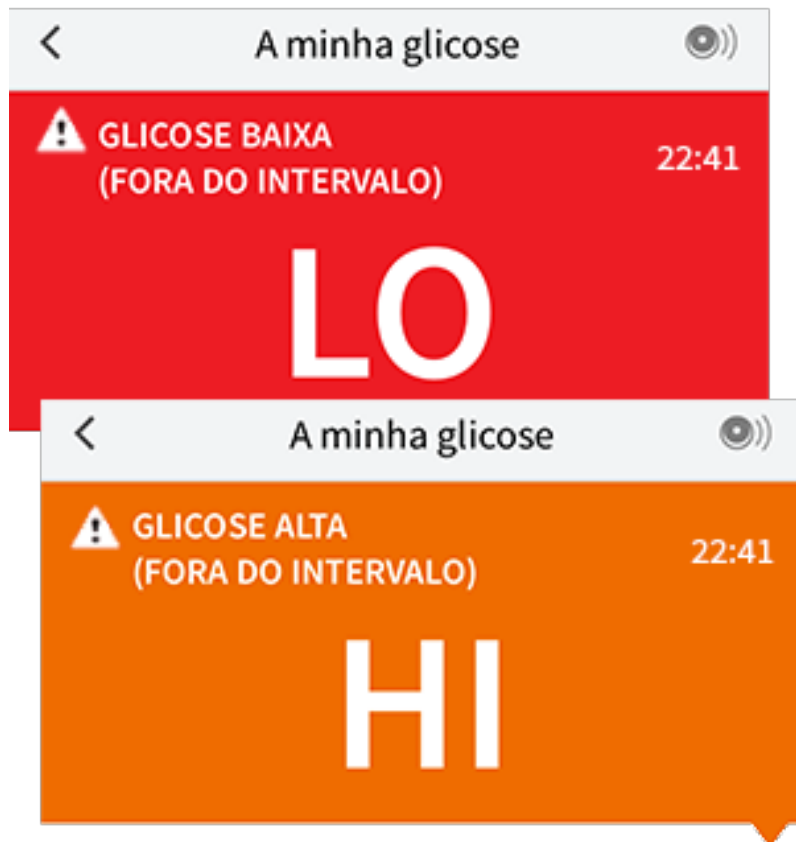 A minha glicose
GLICOSE BAIXA
(FORA DO INTERVALO)
22:41
LO
A minha glicose
GLICOSE ALTA
(FORA DO INTERVALO)
22:41
HI